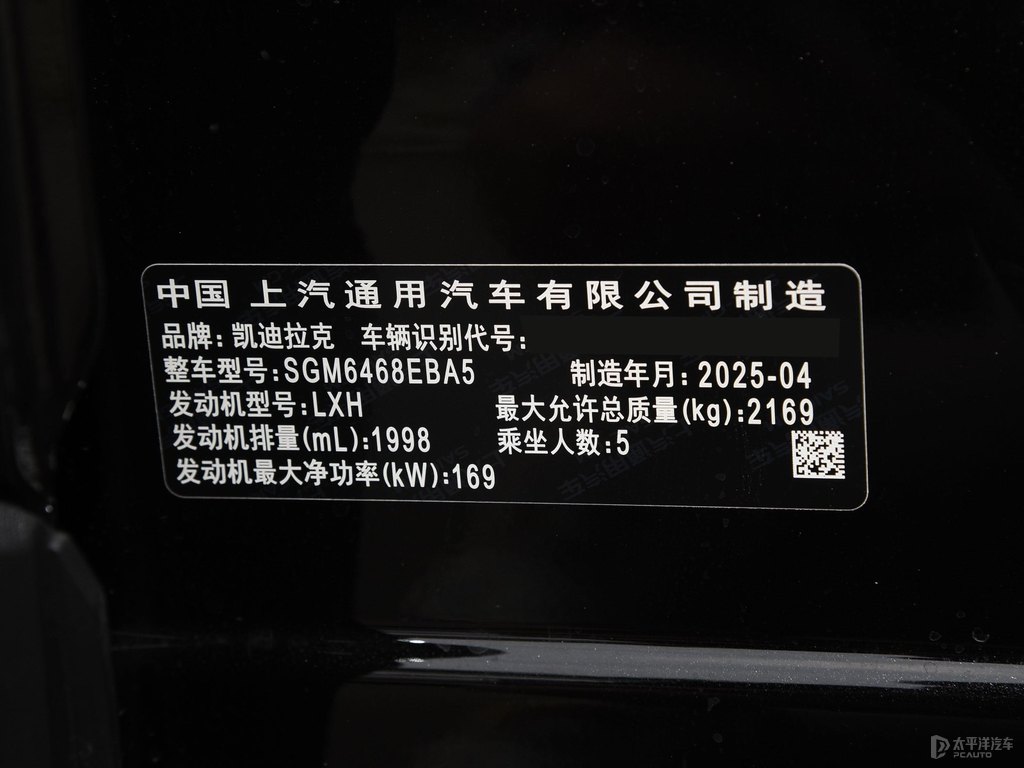 中国 上汽通用汽车有限公司制造
品牌: 凯迪拉克 车辆识别代号:
整车型号:SGM6468EBA5 制造年月: 2025-04
发动机型号:LXH 最大允许总质量(kg):2169
发动机排量(mL):1998 乘坐人数:5
发动机最大净功率(kW):169
太平洋汽车
PCAUTO